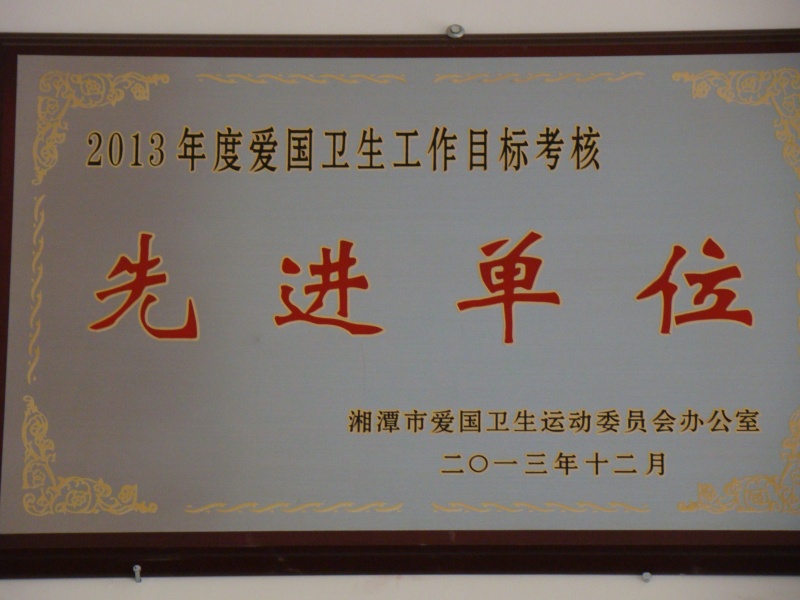 2013年度爱国卫生工作目标考核
先进单位
湘潭市爱国卫生运动委员会办公室
二〇一三年十二月